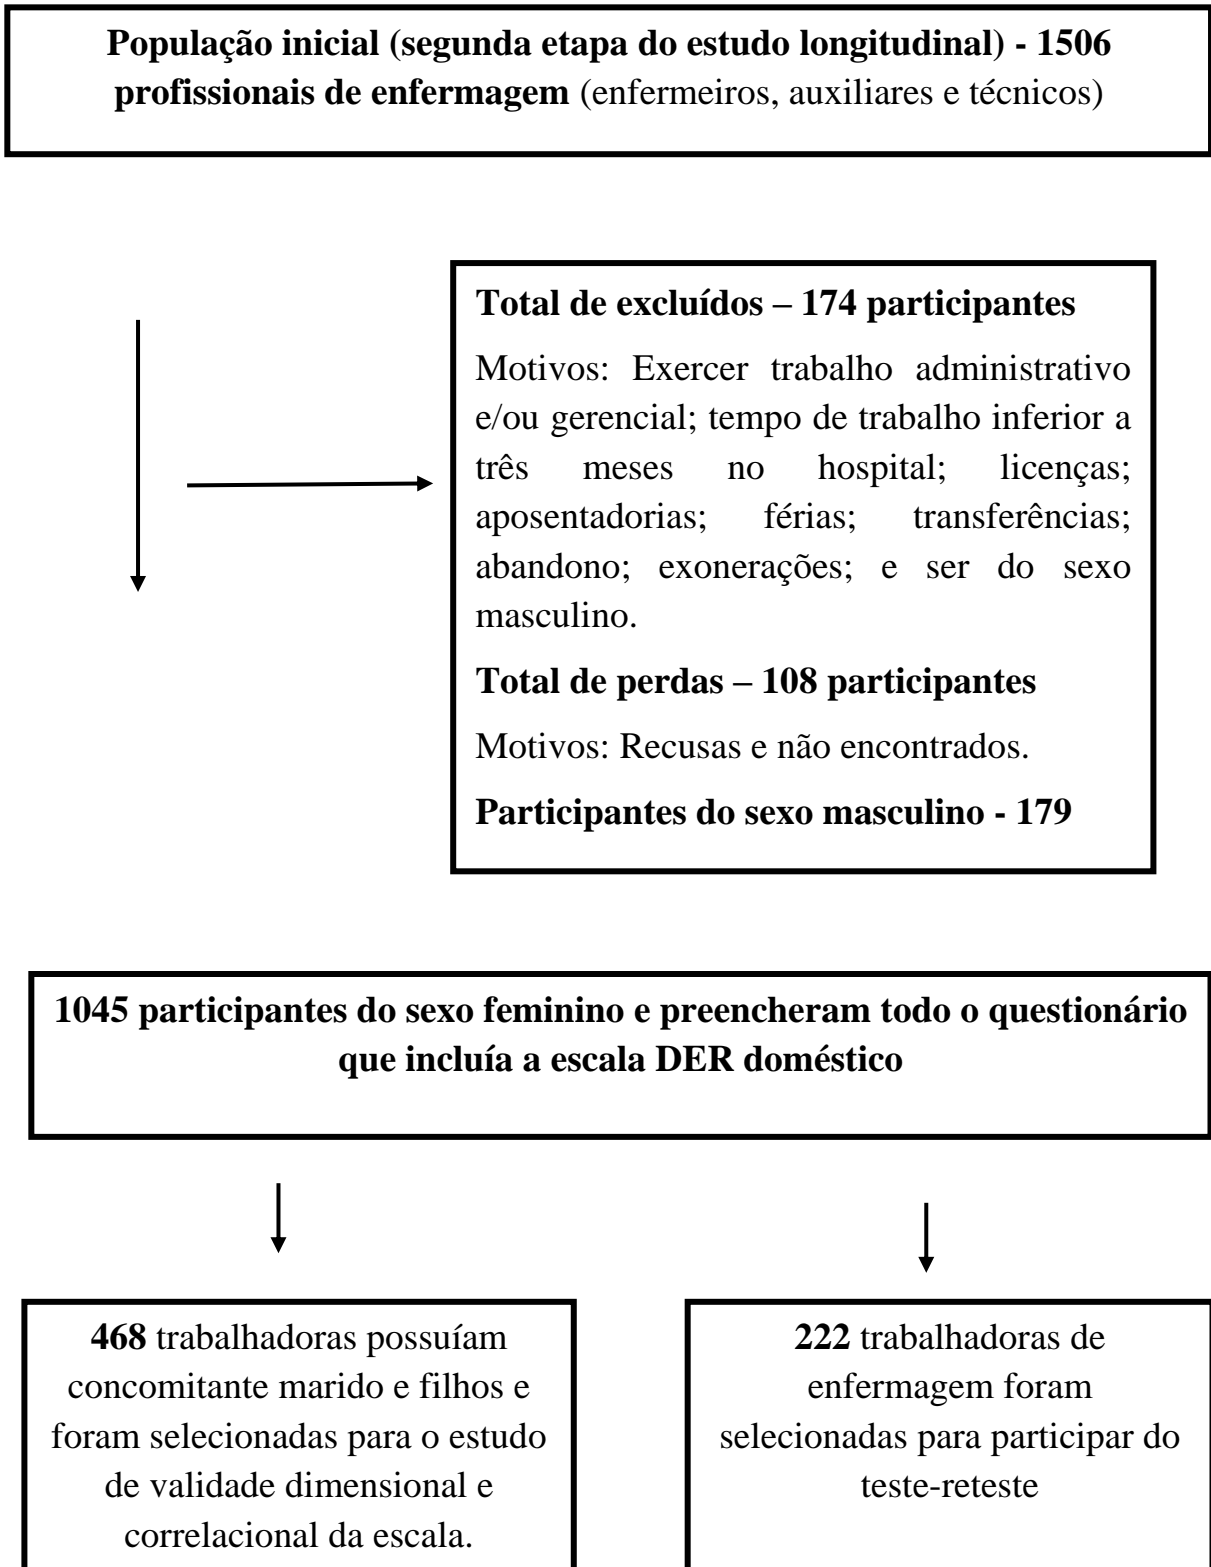 População inicial (segunda etapa do estudo longitudinal) - 1506
profissionais de enfermagem (enfermeiros, auxiliares e técnicos)
Total de excluídos – 174 participantes
Motivos: Exercer trabalho administrativo
e/ou gerencial; tempo de trabalho inferior a
três meses no hospital; licenças;
aposentadorias; férias; transferências;
abandono; exonerações; e ser do sexo
masculino.
Total de perdas – 108 participantes
Motivos: Recusas e não encontrados.
Participantes do sexo masculino - 179
1045 participantes do sexo feminino e preencheram todo o questionário
que incluía a escala DER doméstico
468 trabalhadoras possuíam
concomitante marido e filhos e
foram selecionadas para o estudo
de validade dimensional e
correlacional da escala.
222 trabalhadoras de
enfermagem foram
selecionadas para participar do
teste-reteste